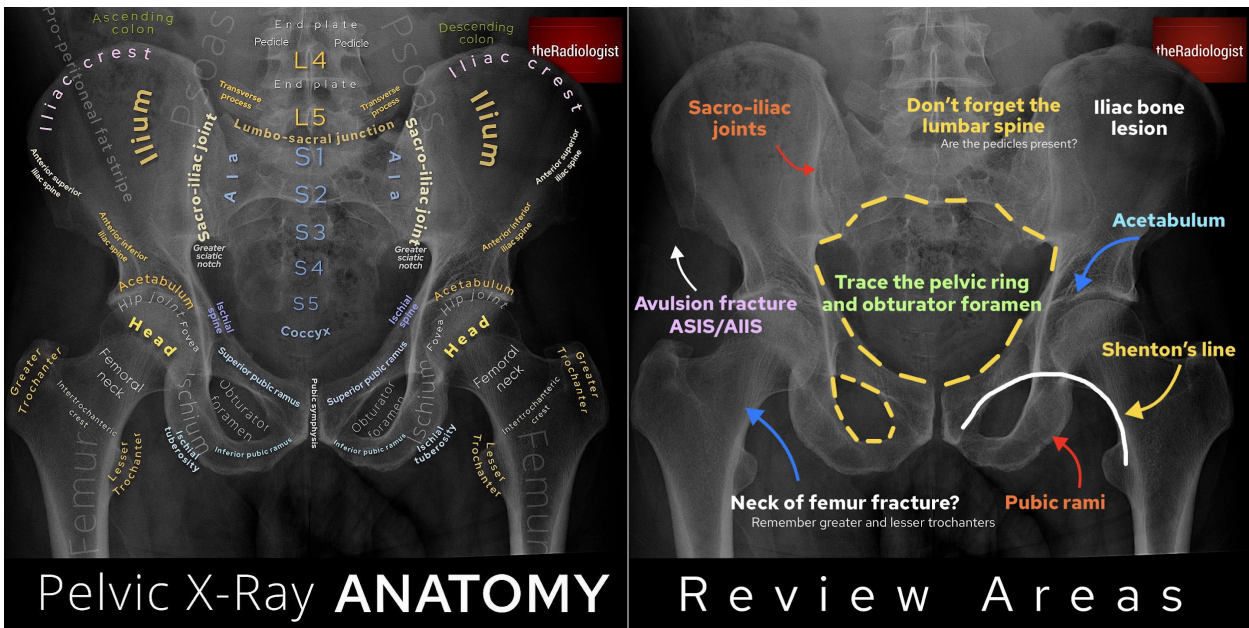 Ascending
colon
End plate
Descending
colon
Pro-peritoneal fat stripe
Psoas
Pedicle
Pedicle
Psoas
theRadiologist
Iliac crest
L4
Iliac crest
End plate
Ilium
Transverse
process
Transverse
process
Ilium
L5
Lumbo-sacral junction
Sacro-iliac joint
Sacro-iliac joint
Anterior superior
iliac spine
Ala
S1
Ala
Anterior superior
iliac spine
S2
Anterior inferior
iliac spine
S3
Anterior inferior
iliac spine
Greater
sciatic
notch
S4
Greater
sciatic
notch
Acetabulum
Hip joint
Ischial
spine
S5
Ischial
spine
Acetabulum
Hip joint
Head
Fovea
Coccyx
Fovea
Head
Greater
Trochanter
Femoral
neck
Superior pubic ramus
Superior pubic ramus
Femoral
neck
Greater
Trochanter
Intertrochanteric
crest
Ischium
Obturator
foramen
Pubic symphysis
Obturator
foramen
Ischium
Intertrochanteric
crest
Femur
Lesser
Trochanter
Ischial
tuberosity
Inferior pubic ramus
Inferior pubic ramus
Ischial
tuberosity
Lesser
Trochanter
Femur
Pelvic X-Ray ANATOMY
theRadiologist
Sacro-iliac
joints
Don't forget the
lumbar spine
Are the pedicles present?
Iliac bone
lesion
Acetabulum
Trace the pelvic ring
and obturator foramen
Avulsion fracture
ASIS/AIIS
Shenton's line
Neck of femur fracture?
Remember greater and lesser trochanters
Pubic rami
Review Areas